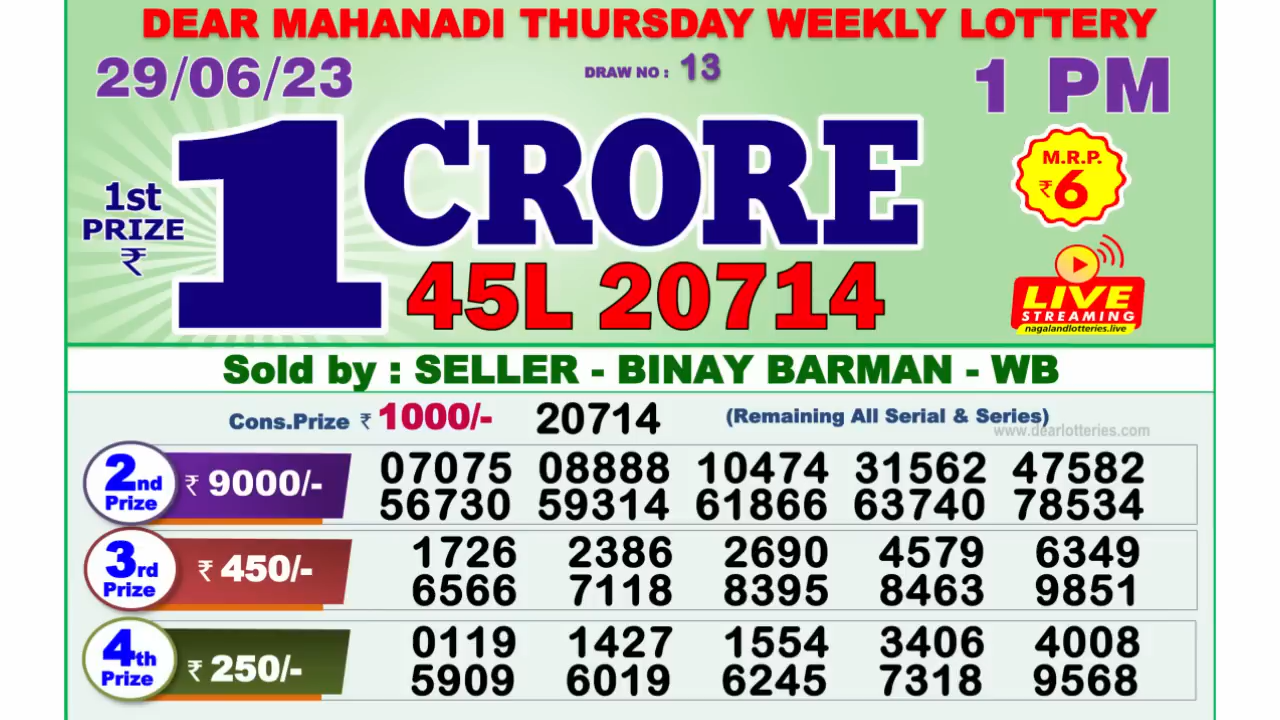 DEAR MAHANADI THURSDAY WEEKLY LOTTERY
29/06/23 DRAW NO : 13 1 PM
1st PRIZE ₹ 1 CRORE
M.R.P. ₹6
45L 20714
LIVE
STREAMING
nagalandlotteries.live
Sold by : SELLER - BINAY BARMAN - WB
Cons.Prize ₹ 1000/- 20714 (Remaining All Serial & Series)
www.dearlotteries.com
2nd Prize ₹ 9000/-
07075 08888 10474 31562 47582
56730 59314 61866 63740 78534
3rd Prize ₹ 450/-
1726 2386 2690 4579 6349
6566 7118 8395 8463 9851
4th Prize ₹ 250/-
0119 1427 1554 3406 4008
5909 6019 6245 7318 9568